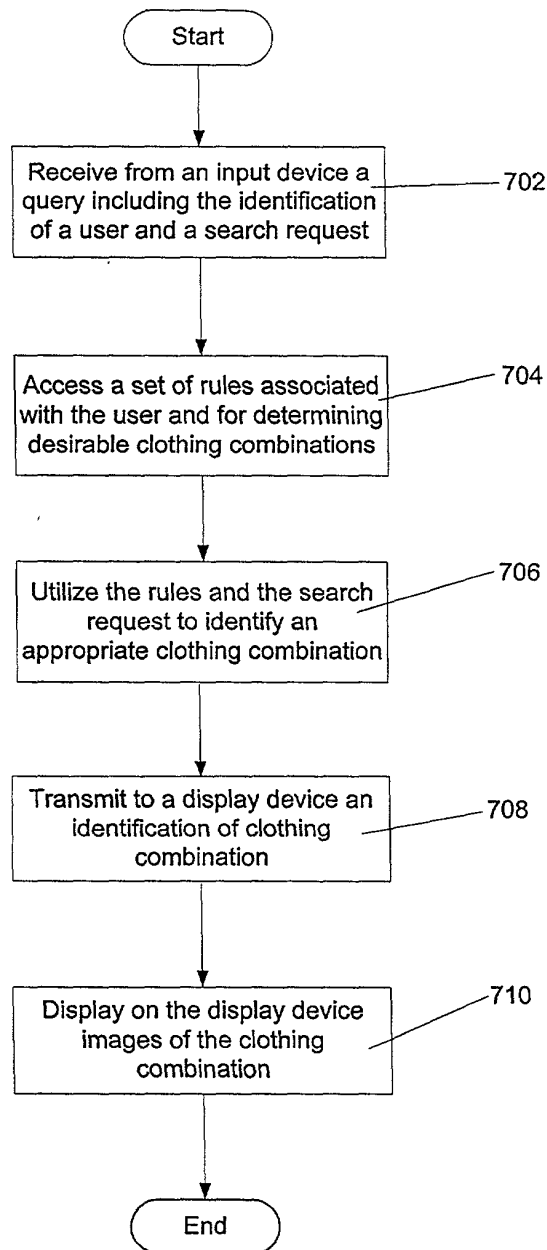 Start
Receive from an input device a
query including the identification
of a user and a search request
702
Access a set of rules associated
with the user and for determining
desirable clothing combinations
704
Utilize the rules and the search
request to identify an
appropriate clothing combination
706
Transmit to a display device an
identification of clothing
combination
708
Display on the display device
images of the clothing
combination
710
End